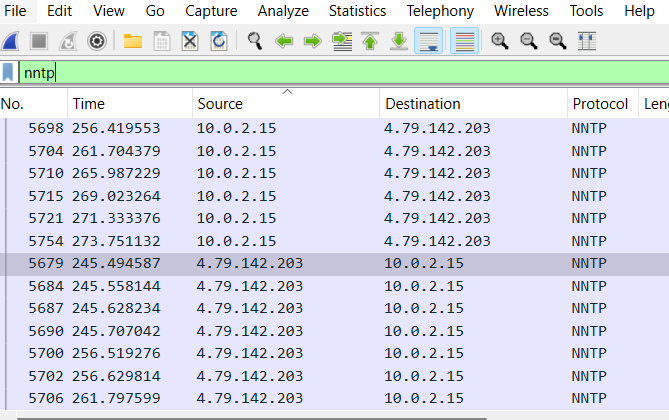 File Edit View Go Capture Analyze Statistics Telephony Wireless Tools Help
nntp
No. Time Source Destination Protocol Len
5698 256.419553 10.0.2.15 4.79.142.203 NNTP
5704 261.704379 10.0.2.15 4.79.142.203 NNTP
5710 265.987229 10.0.2.15 4.79.142.203 NNTP
5715 269.023264 10.0.2.15 4.79.142.203 NNTP
5721 271.333376 10.0.2.15 4.79.142.203 NNTP
5754 273.751132 10.0.2.15 4.79.142.203 NNTP
5679 245.494587 4.79.142.203 10.0.2.15 NNTP
5684 245.558144 4.79.142.203 10.0.2.15 NNTP
5687 245.628234 4.79.142.203 10.0.2.15 NNTP
5690 245.707042 4.79.142.203 10.0.2.15 NNTP
5700 256.519276 4.79.142.203 10.0.2.15 NNTP
5702 256.629814 4.79.142.203 10.0.2.15 NNTP
5706 261.797599 4.79.142.203 10.0.2.15 NNTP